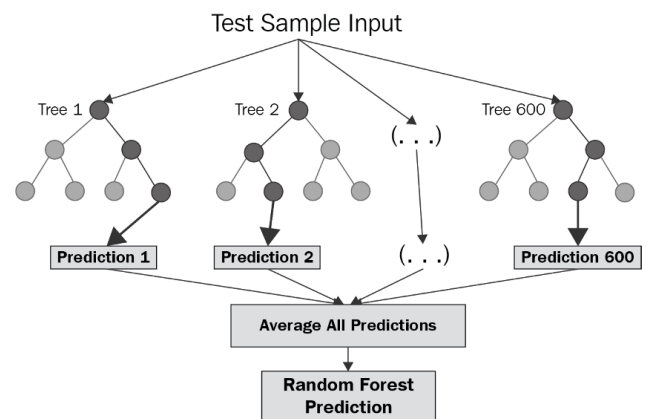 Test Sample Input
Tree 1
Tree 2
(. . .)
Tree 600
Prediction 1
Prediction 2
(. . .)
Prediction 600
Average All Predictions
Random Forest
Prediction